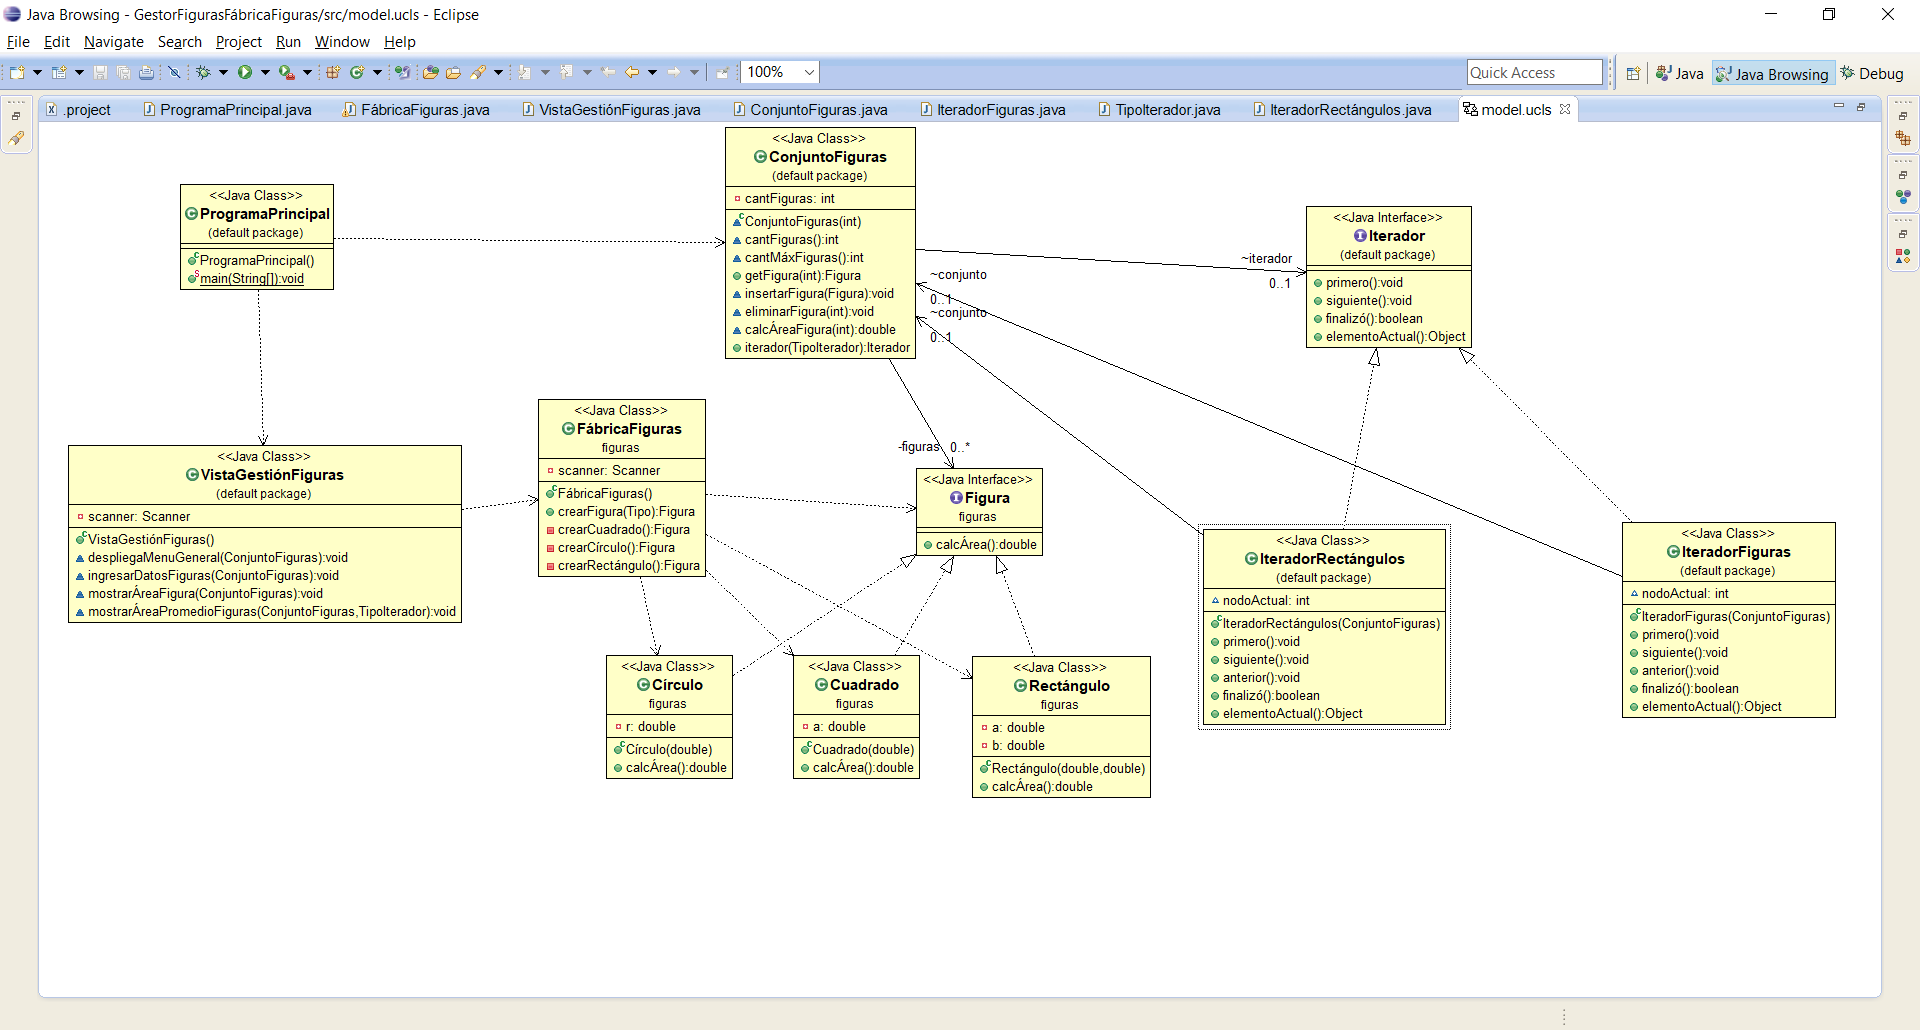 Java Browsing - GestorFigurasFábricaFiguras/src/model.ucls - Eclipse
File Edit Navigate Search Project Run Window Help
100%
Quick Access
Java
Java Browsing
Debug
.project
ProgramaPrincipal.java
FábricaFiguras.java
VistaGestiónFiguras.java
ConjuntoFiguras.java
IteradorFiguras.java
TipoIterador.java
IteradorRectángulos.java
model.ucls
<<Java Class>>
ConjuntoFiguras
(default package)
cantFiguras: int
ConjuntoFiguras(int)
cantFiguras():int
cantMáxFiguras():int
getFigura(int):Figura
insertarFigura(Figura):void
eliminarFigura(int):void
calcÁreaFigura(int):double
iterador(TipoIterador):Iterador
<<Java Class>>
ProgramaPrincipal
(default package)
ProgramaPrincipal()
main(String[]):void
<<Java Interface>>
Iterador
(default package)
primero():void
siguiente():void
finalizó():boolean
elementoActual():Object
~iterador
0..1
~conjunto
0..1
~conjunto
0..1
<<Java Class>>
FábricaFiguras
figuras
scanner: Scanner
FábricaFiguras()
crearFigura(Tipo):Figura
crearCuadrado():Figura
crearCírculo():Figura
crearRectángulo():Figura
-figuras 0..*
<<Java Class>>
VistaGestiónFiguras
(default package)
scanner: Scanner
VistaGestiónFiguras()
despliegaMenuGeneral(ConjuntoFiguras):void
ingresarDatosFiguras(ConjuntoFiguras):void
mostrarÁreaFigura(ConjuntoFiguras):void
mostrarÁreaPromedioFiguras(ConjuntoFiguras,TipoIterador):void
<<Java Interface>>
Figura
figuras
calcÁrea():double
<<Java Class>>
IteradorRectángulos
(default package)
nodoActual: int
IteradorRectángulos(ConjuntoFiguras)
primero():void
siguiente():void
anterior():void
finalizó():boolean
elementoActual():Object
<<Java Class>>
IteradorFiguras
(default package)
nodoActual: int
IteradorFiguras(ConjuntoFiguras)
primero():void
siguiente():void
anterior():void
finalizó():boolean
elementoActual():Object
<<Java Class>>
Círculo
figuras
r: double
Círculo(double)
calcÁrea():double
<<Java Class>>
Cuadrado
figuras
a: double
Cuadrado(double)
calcÁrea():double
<<Java Class>>
Rectángulo
figuras
a: double
b: double
Rectángulo(double,double)
calcÁrea():double